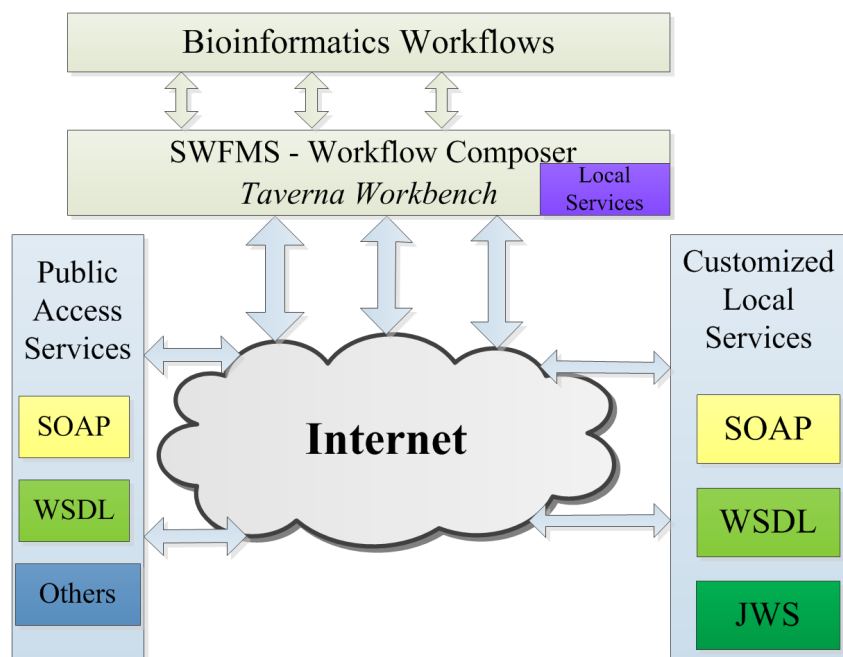 Bioinformatics Workflows
SWFMS - Workflow Composer
Taverna Workbench
Local
Services
Public
Access
Services
SOAP
WSDL
Others
Internet
Customized
Local
Services
SOAP
WSDL
JWS